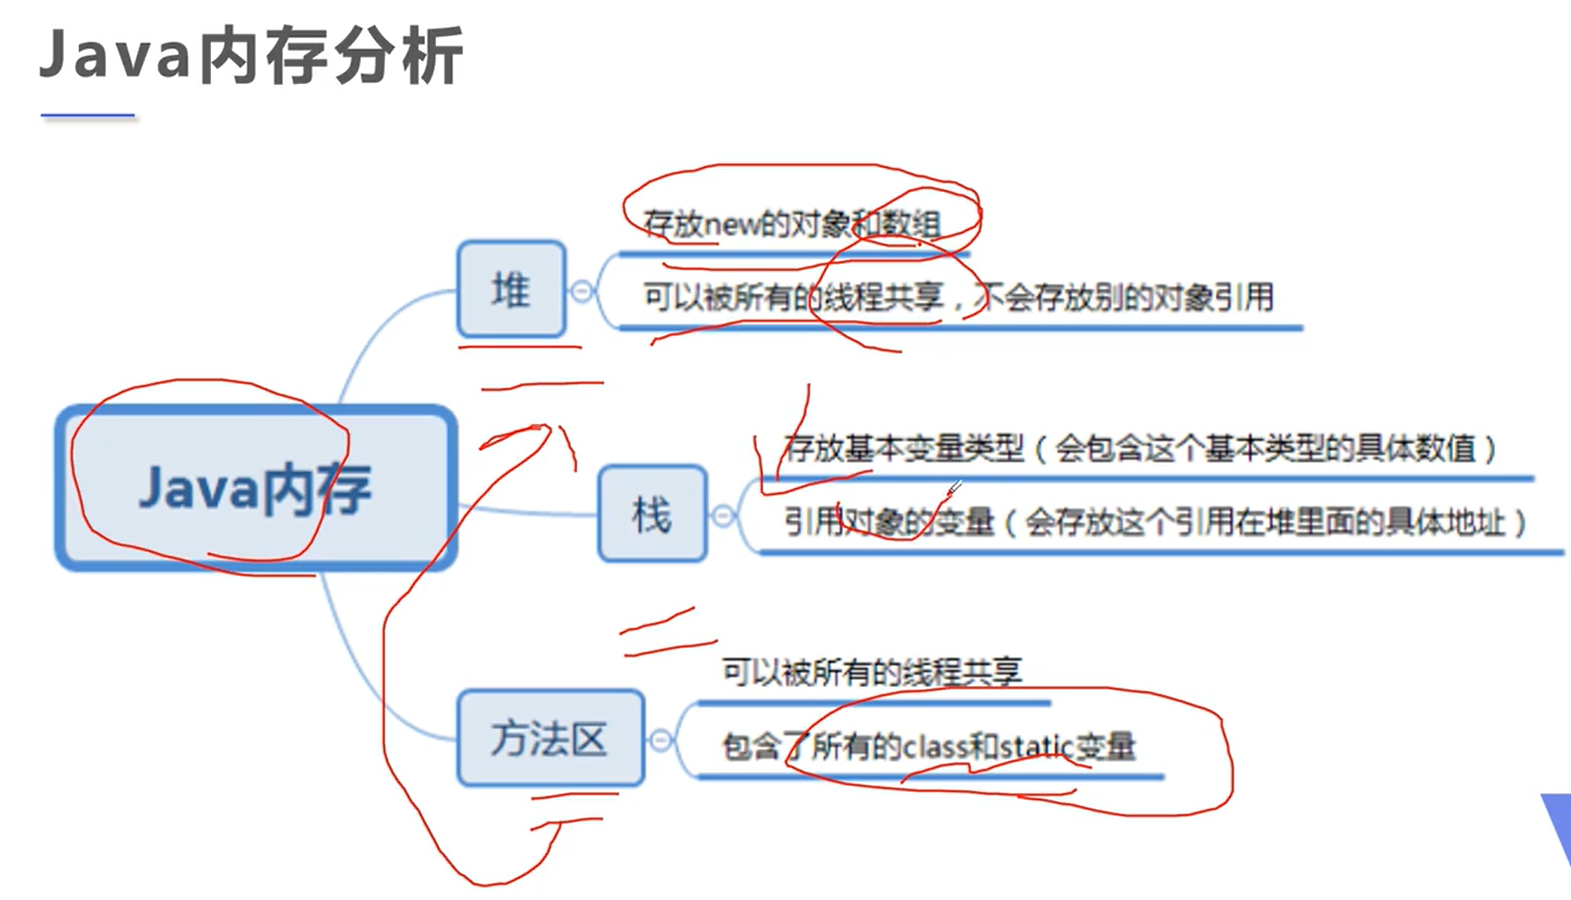 Java内存分析
存放new的对象和数组
堆
可以被所有的线程共享，不会存放别的对象引用
存放基本变量类型（会包含这个基本类型的具体数值）
Java内存
栈
引用对象的变量（会存放这个引用在堆里面的具体地址）
可以被所有的线程共享
方法区
包含了所有的class和static变量